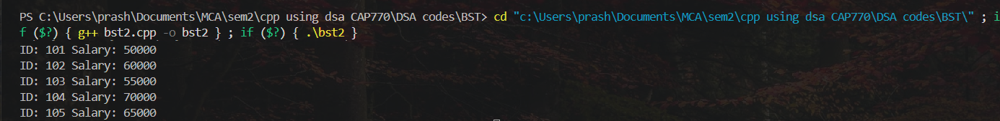 PS C:\Users\prash\Documents\MCA\sem2\cpp using dsa CAP770\DSA codes\BST> cd "c:\Users\prash\Documents\MCA\sem2\cpp using dsa CAP770\DSA codes\BST\" ; i
f ($?) { g++ bst2.cpp -o bst2 } ; if ($?) { .\bst2 }
ID: 101 Salary: 50000
ID: 102 Salary: 60000
ID: 103 Salary: 55000
ID: 104 Salary: 70000
ID: 105 Salary: 65000